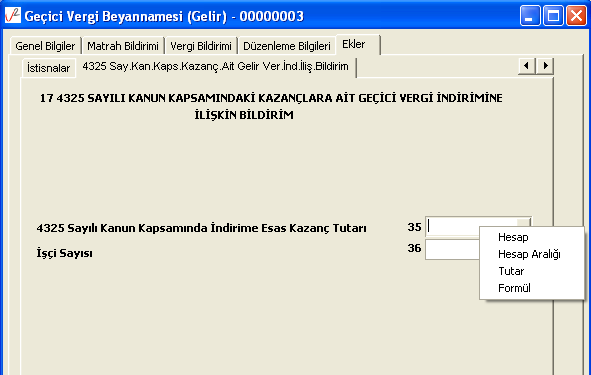 Geçici Vergi Beyannamesi (Gelir) - 00000003
Genel Bilgiler Matrah Bildirimi Vergi Bildirimi Düzenleme Bilgileri Ekler
İstisnalar 4325 Say.Kan.Kaps.Kazanç.Ait Gelir Ver.İnd.İliş.Bildirim
17 4325 SAYILI KANUN KAPSAMINDAKİ KAZANÇLARA AİT GEÇİCİ VERGİ İNDİRİMİNE
İLİŞKİN BİLDİRİM
4325 Sayılı Kanun Kapsamında İndirime Esas Kazanç Tutarı 35
İşçi Sayısı 36
Hesap
Hesap Aralığı
Tutar
Formül